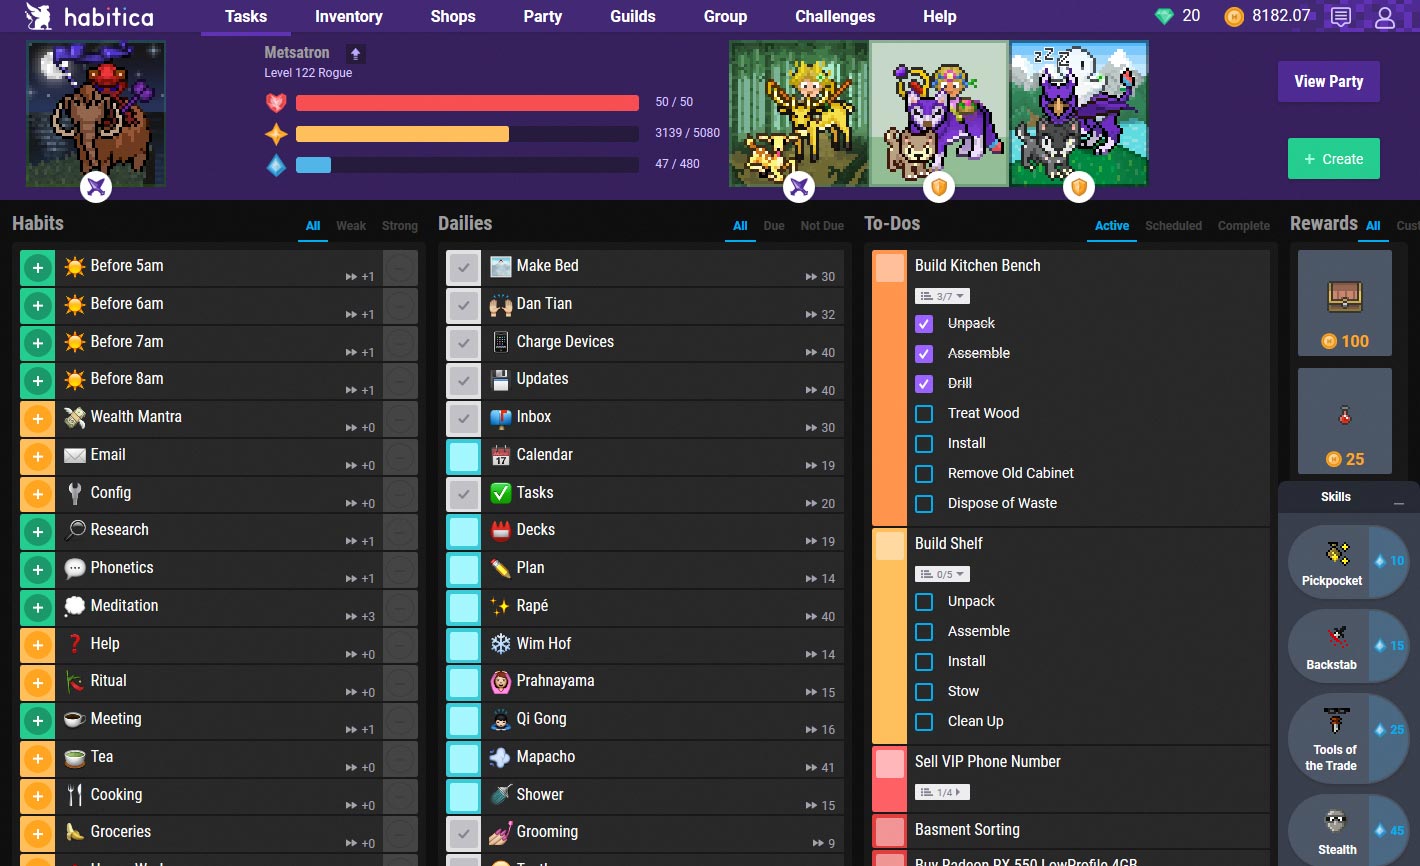 habitica
Tasks
Inventory
Shops
Party
Guilds
Group
Challenges
Help
20
8182.07
Metsatron
Level 122 Rogue
50 / 50
3139 / 5080
47 / 480
View Party
+ Create
Habits
All
Weak
Strong
Before 5am
+1
Before 6am
+1
Before 7am
+1
Before 8am
+1
Wealth Mantra
+0
Email
+0
Config
+0
Research
+1
Phonetics
+1
Meditation
+3
Help
+0
Ritual
+0
Meeting
+1
Tea
+0
Cooking
+0
Groceries
+0
Dailies
All
Due
Not Due
Make Bed
30
Dan Tian
32
Charge Devices
40
Updates
40
Inbox
30
17
Calendar
19
Tasks
20
Decks
19
Plan
14
Rapé
40
Wim Hof
14
Prahnayama
15
Qi Gong
16
Mapacho
41
Shower
15
Grooming
9
To-Dos
Active
Scheduled
Complete
Build Kitchen Bench
3/7
Unpack
Assemble
Drill
Treat Wood
Install
Remove Old Cabinet
Dispose of Waste
Build Shelf
0/5
Unpack
Assemble
Install
Stow
Clean Up
Sell VIP Phone Number
1/4
Basment Sorting
Buy Radeon RX 550 LowProfile 4GB
Rewards
All
Cust
100
25
Skills
Pickpocket
10
Backstab
15
Tools of
the Trade
25
Stealth
45